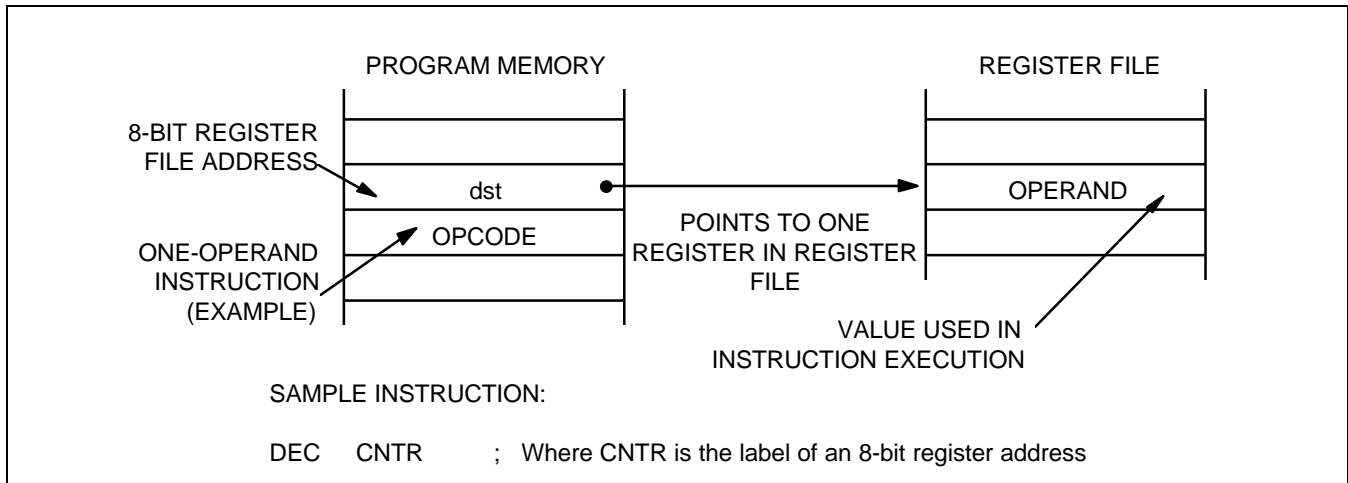 PROGRAM MEMORY
REGISTER FILE
8-BIT REGISTER
FILE ADDRESS
dst
OPERAND
OPCODE
POINTS TO ONE
REGISTER IN REGISTER
FILE
ONE-OPERAND
INSTRUCTION
(EXAMPLE)
VALUE USED IN
INSTRUCTION EXECUTION
SAMPLE INSTRUCTION:
DEC CNTR ; Where CNTR is the label of an 8-bit register address